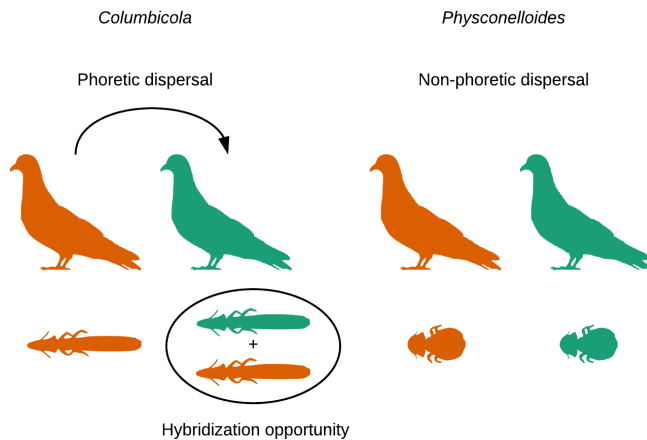 Columbicola
Physconelloides
Phoretic dispersal
Non-phoretic dispersal
+
Hybridization opportunity